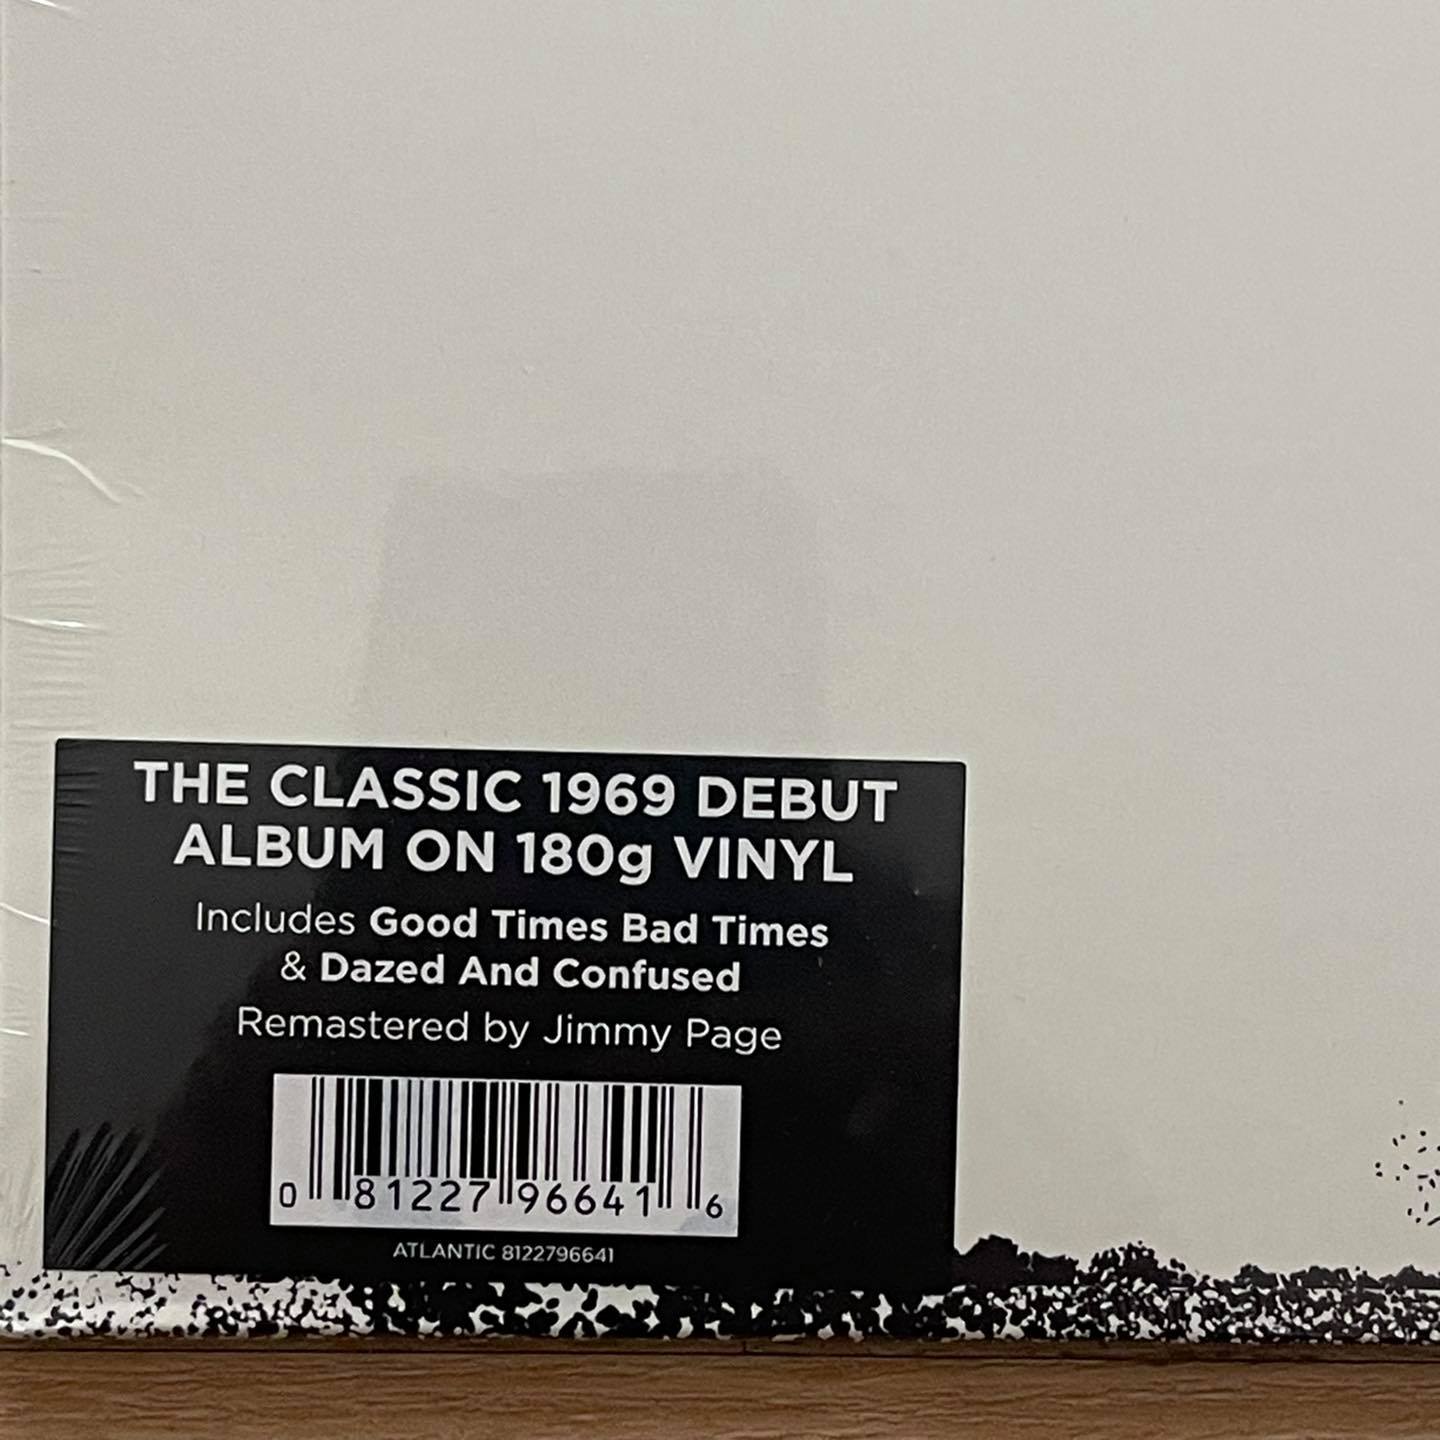 THE CLASSIC 1969 DEBUT
ALBUM ON 180g VINYL
Includes Good Times Bad Times
& Dazed And Confused
Remastered by Jimmy Page
0 81227 96641 6
ATLANTIC 8122796641